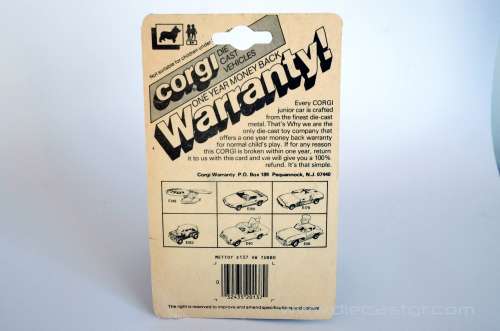 Not suitable for children under
corgi
DIE
CAST
VEHICLES
ONE YEAR MONEY BACK
Warranty!
Every CORGI
junior car is crafted
from the finest die-cast
metal. That's Why we are the
only die-cast toy company that
offers a one year money back warranty
for normal child's play. If for any reason
this CORGI is broken within one year, return
it to us with this card and we will give you a 100%
refund. It's that simple.
Corgi Warranty P.O. Box 188 Pequannock, N.J. 07440
METTOY E137 VW TURBO
The right is reserved to improve and amend specifications and colours